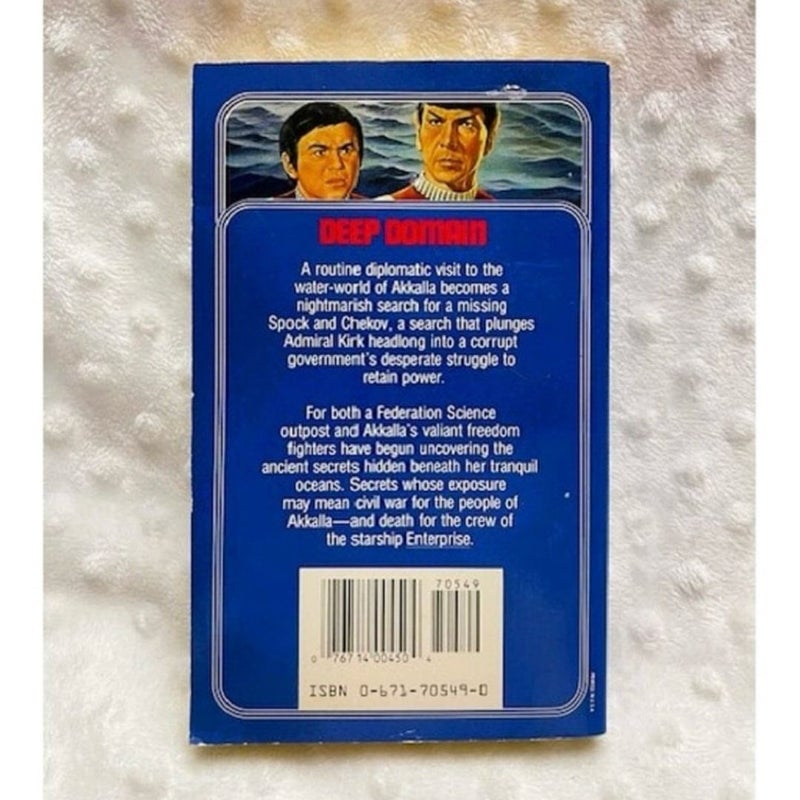 DEEP DOMAIN
A routine diplomatic visit to the
water-world of Akkalla becomes a
nightmarish search for a missing
Spock and Chekov, a search that plunges
Admiral Kirk headlong into a corrupt
government's desperate struggle to
retain power.
For both a Federation Science
outpost and Akkalla's valiant freedom
fighters have begun uncovering the
ancient secrets hidden beneath her tranquil
oceans. Secrets whose exposure
may mean civil war for the people of
Akkalla—and death for the crew of
the starship Enterprise.
70549
0 76714 00450 4
ISBN 0-671-70549-0